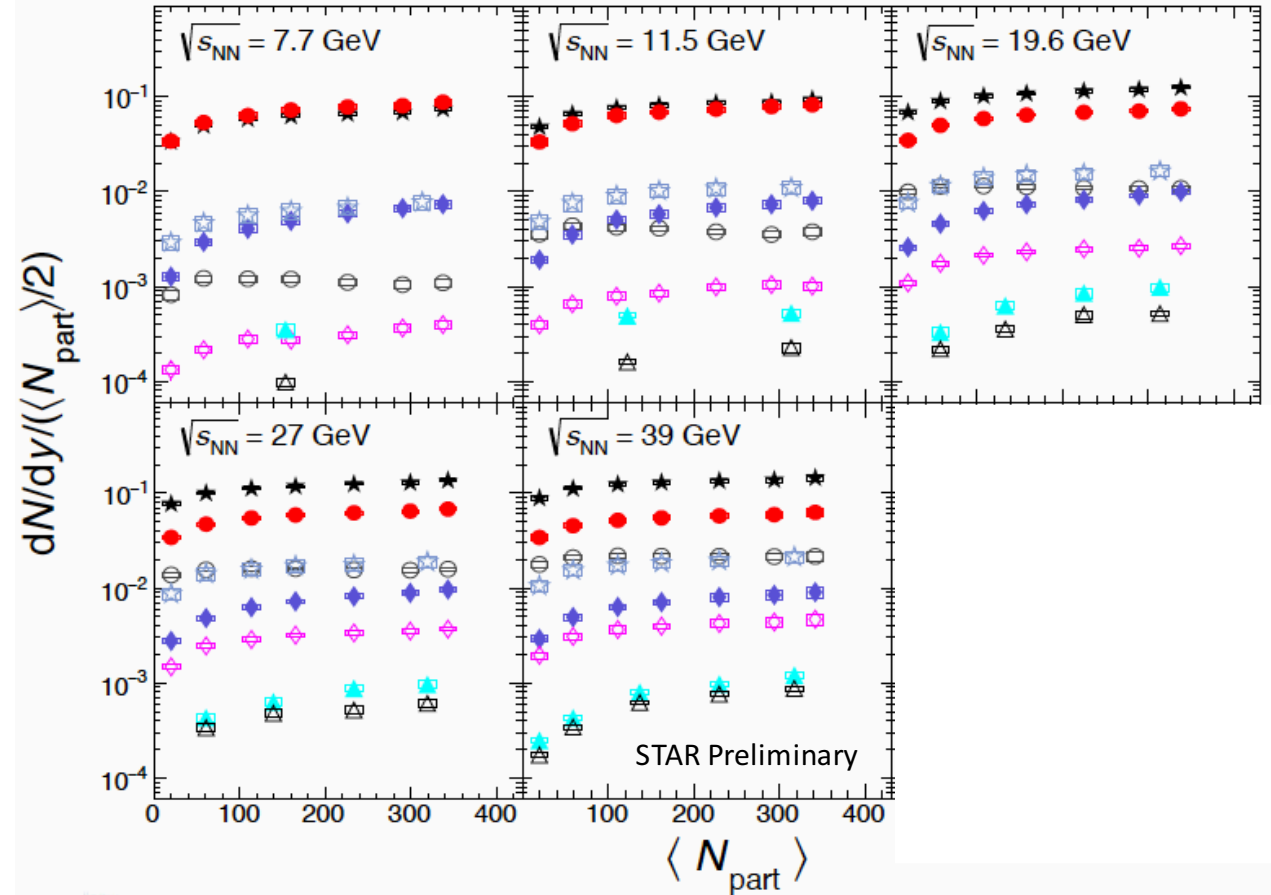 √sNN = 7.7 GeV
√sNN = 11.5 GeV
√sNN = 19.6 GeV
10⁻¹
10⁻²
10⁻³
10⁻⁴
dN/dy/(⟨Npart⟩/2)
√sNN = 27 GeV
√sNN = 39 GeV
10⁻¹
10⁻²
10⁻³
10⁻⁴
STAR Preliminary
0 100 200 300 400 100 200 300 400
⟨ Npart ⟩